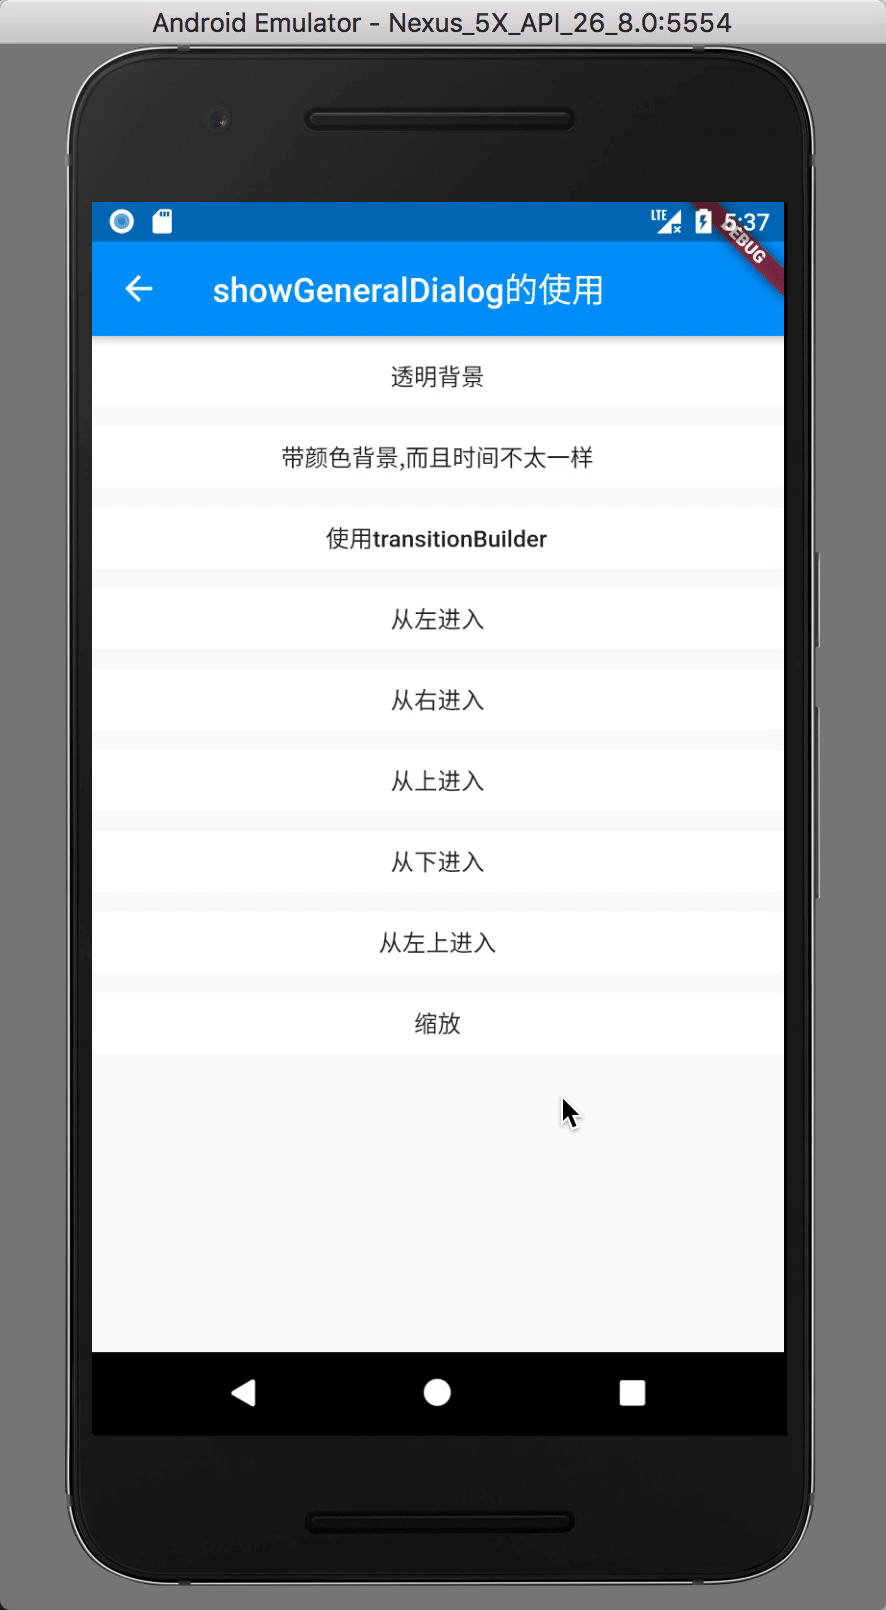 Android Emulator - Nexus_5X_API_26_8.0:5554
LTE 5:37
DEBUG
showGeneralDialog的使用
透明背景
带颜色背景,而且时间不太一样
使用transitionBuilder
从左进入
从右进入
从上进入
从下进入
从左上进入
缩放